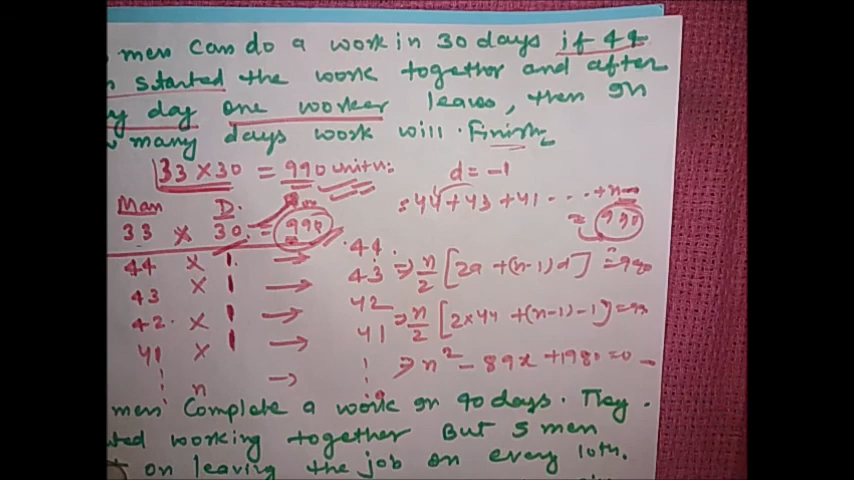 men can do a work in 30 days if 44
started the work together and after
day one worker leaves, then in
many days work will Finish
33 × 30 = 990 units
d = -1
= 44 + 43 + 41 ... + n
= 990
Man D.
33 × 30 = 990
44 × 1 → 44
43 × 1 → 43
42 × 1 → 42
41 × 1 → 41
n →
⇒ n/2 [2a + (n-1) d] = 990
⇒ n/2 [2×44 + (n-1) -1] =
⇒ n² - 89x + 1980 = 0
men Complete a work in 90 days. They
working together But 5 men
on leaving the job on every 10th.